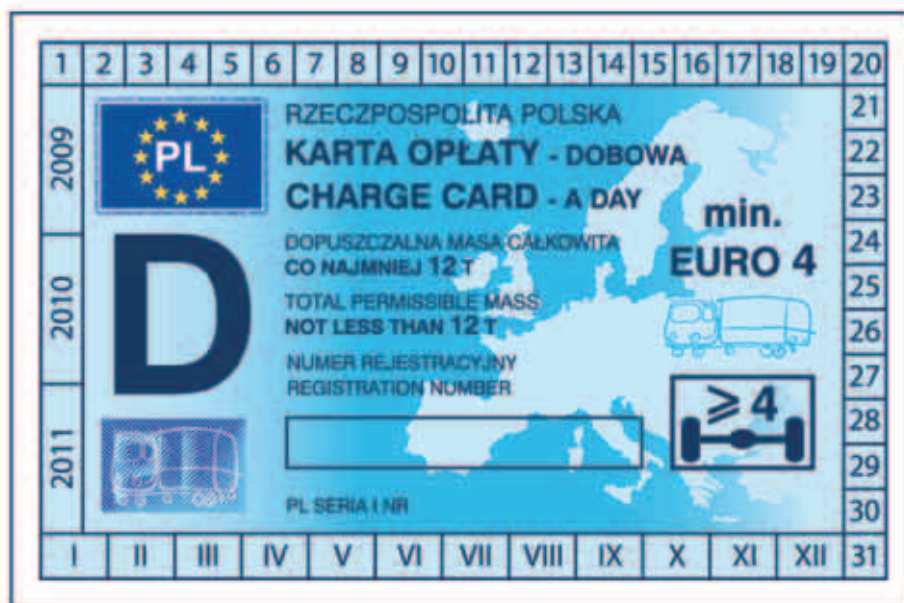 1 2 3 4 5 6 7 8 9 10 11 12 13 14 15 16 17 18 19 20
21
22
23
24
25
26
27
28
29
30
31
2009
2010
2011
PL
RZECZPOSPOLITA POLSKA
KARTA OPŁATY - DOBOWA
CHARGE CARD - A DAY
min.
EURO 4
D
DOPUSZCZALNA MASA CAŁKOWITA
CO NAJMNIEJ 12 T
TOTAL PERMISSIBLE MASS
NOT LESS THAN 12 T
NUMER REJESTRACYJNY
REGISTRATION NUMBER
≥ 4
PL SERIA I NR
I II III IV V VI VII VIII IX X XI XII